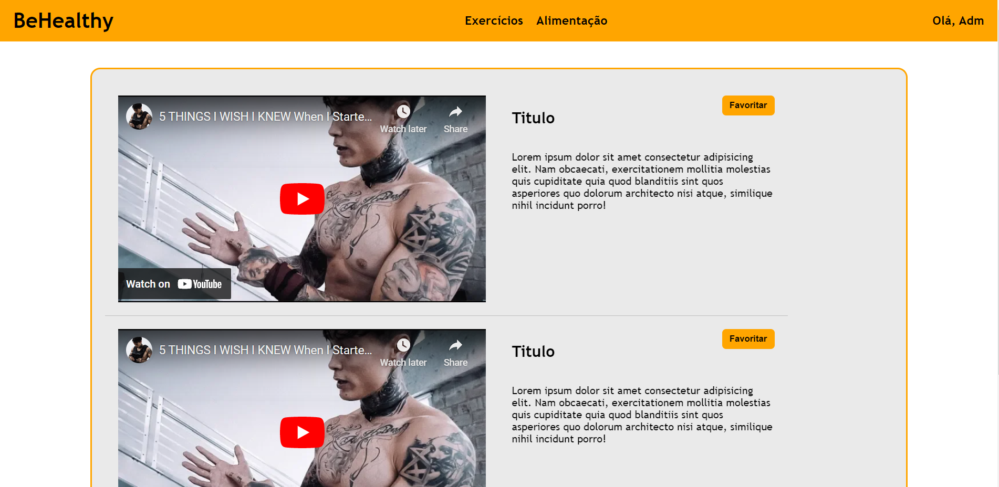 BeHealthy
Exercícios Alimentação
Olá, Adm
5 THINGS I WISH I KNEW When I Starte...
Watch later
Share
Watch on YouTube
Titulo
Favoritar
Lorem ipsum dolor sit amet consectetur adipisicing
elit. Nam obcaecati, exercitationem mollitia molestias
quis cupiditate quia quod blanditiis sint quos
asperiores quo dolorum architecto nisi atque, similique
nihil incidunt porro!
5 THINGS I WISH I KNEW When I Starte...
Watch later
Share
Titulo
Favoritar
Lorem ipsum dolor sit amet consectetur adipisicing
elit. Nam obcaecati, exercitationem mollitia molestias
quis cupiditate quia quod blanditiis sint quos
asperiores quo dolorum architecto nisi atque, similique
nihil incidunt porro!